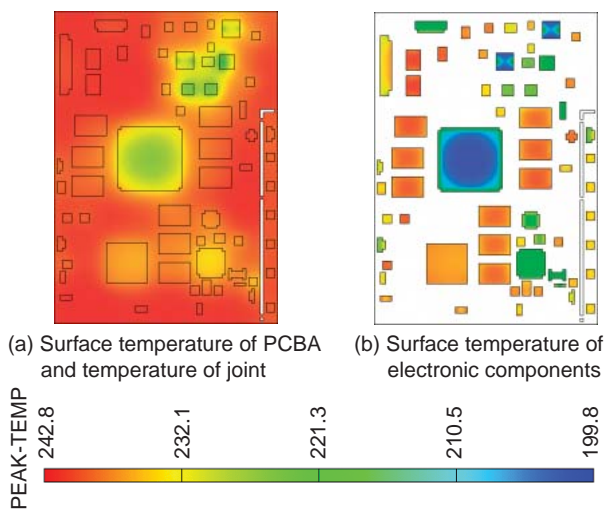 (a) Surface temperature of PCBA
and temperature of joint
(b) Surface temperature of
electronic components
PEAK-TEMP
242.8
232.1
221.3
210.5
199.8